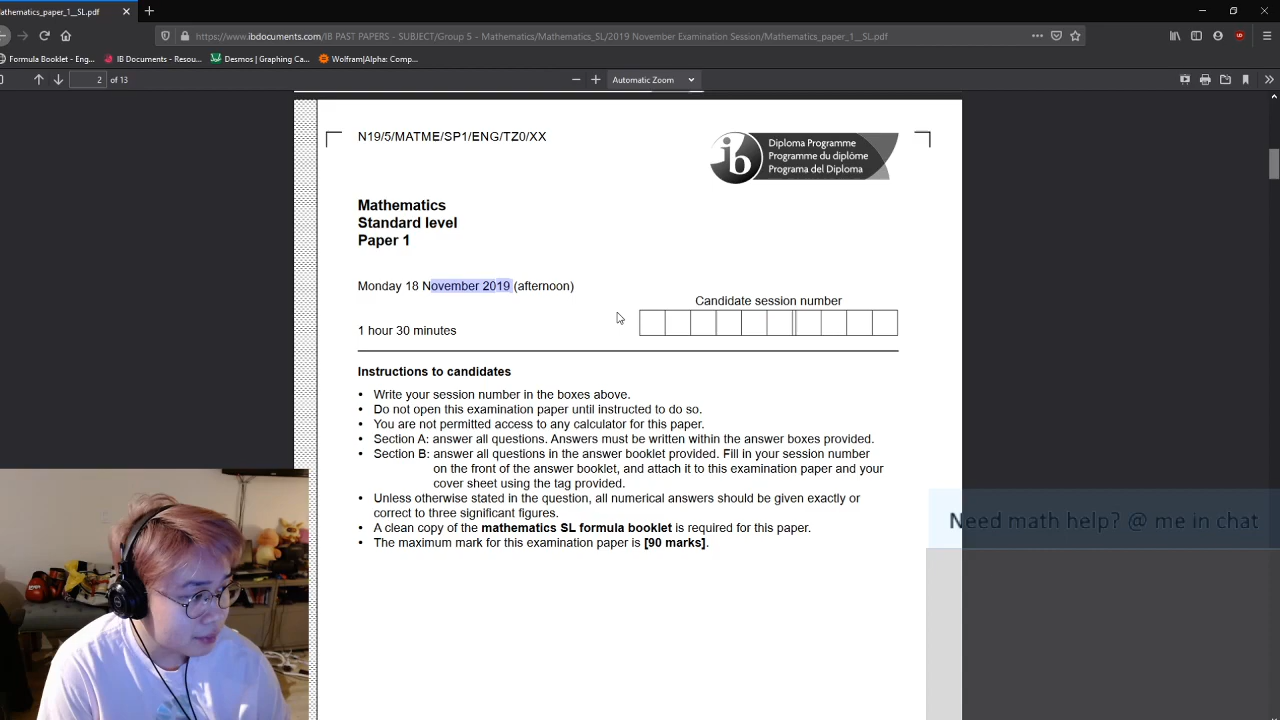 athematics_paper_1__SL.pdf
https://www.ibdocuments.com/IB PAST PAPERS - SUBJECT/Group 5 - Mathematics/Mathematics_SL/2019 November Examination Session/Mathematics_paper_1__SL.pdf
Formula Booklet - Eng... IB Documents - Resou... Desmos | Graphing Ca... Wolfram|Alpha: Comp...
2 of 13 Automatic Zoom
N19/5/MATME/SP1/ENG/TZ0/XX
ib
Diploma Programme
Programme du diplôme
Programa del Diploma
Mathematics
Standard level
Paper 1
Monday 18 November 2019 (afternoon)
Candidate session number
1 hour 30 minutes
Instructions to candidates
• Write your session number in the boxes above.
• Do not open this examination paper until instructed to do so.
• You are not permitted access to any calculator for this paper.
• Section A: answer all questions. Answers must be written within the answer boxes provided.
• Section B: answer all questions in the answer booklet provided. Fill in your session number
on the front of the answer booklet, and attach it to this examination paper and your
cover sheet using the tag provided.
• Unless otherwise stated in the question, all numerical answers should be given exactly or
correct to three significant figures.
• A clean copy of the mathematics SL formula booklet is required for this paper.
• The maximum mark for this examination paper is [90 marks].
Need math help? @ me in chat